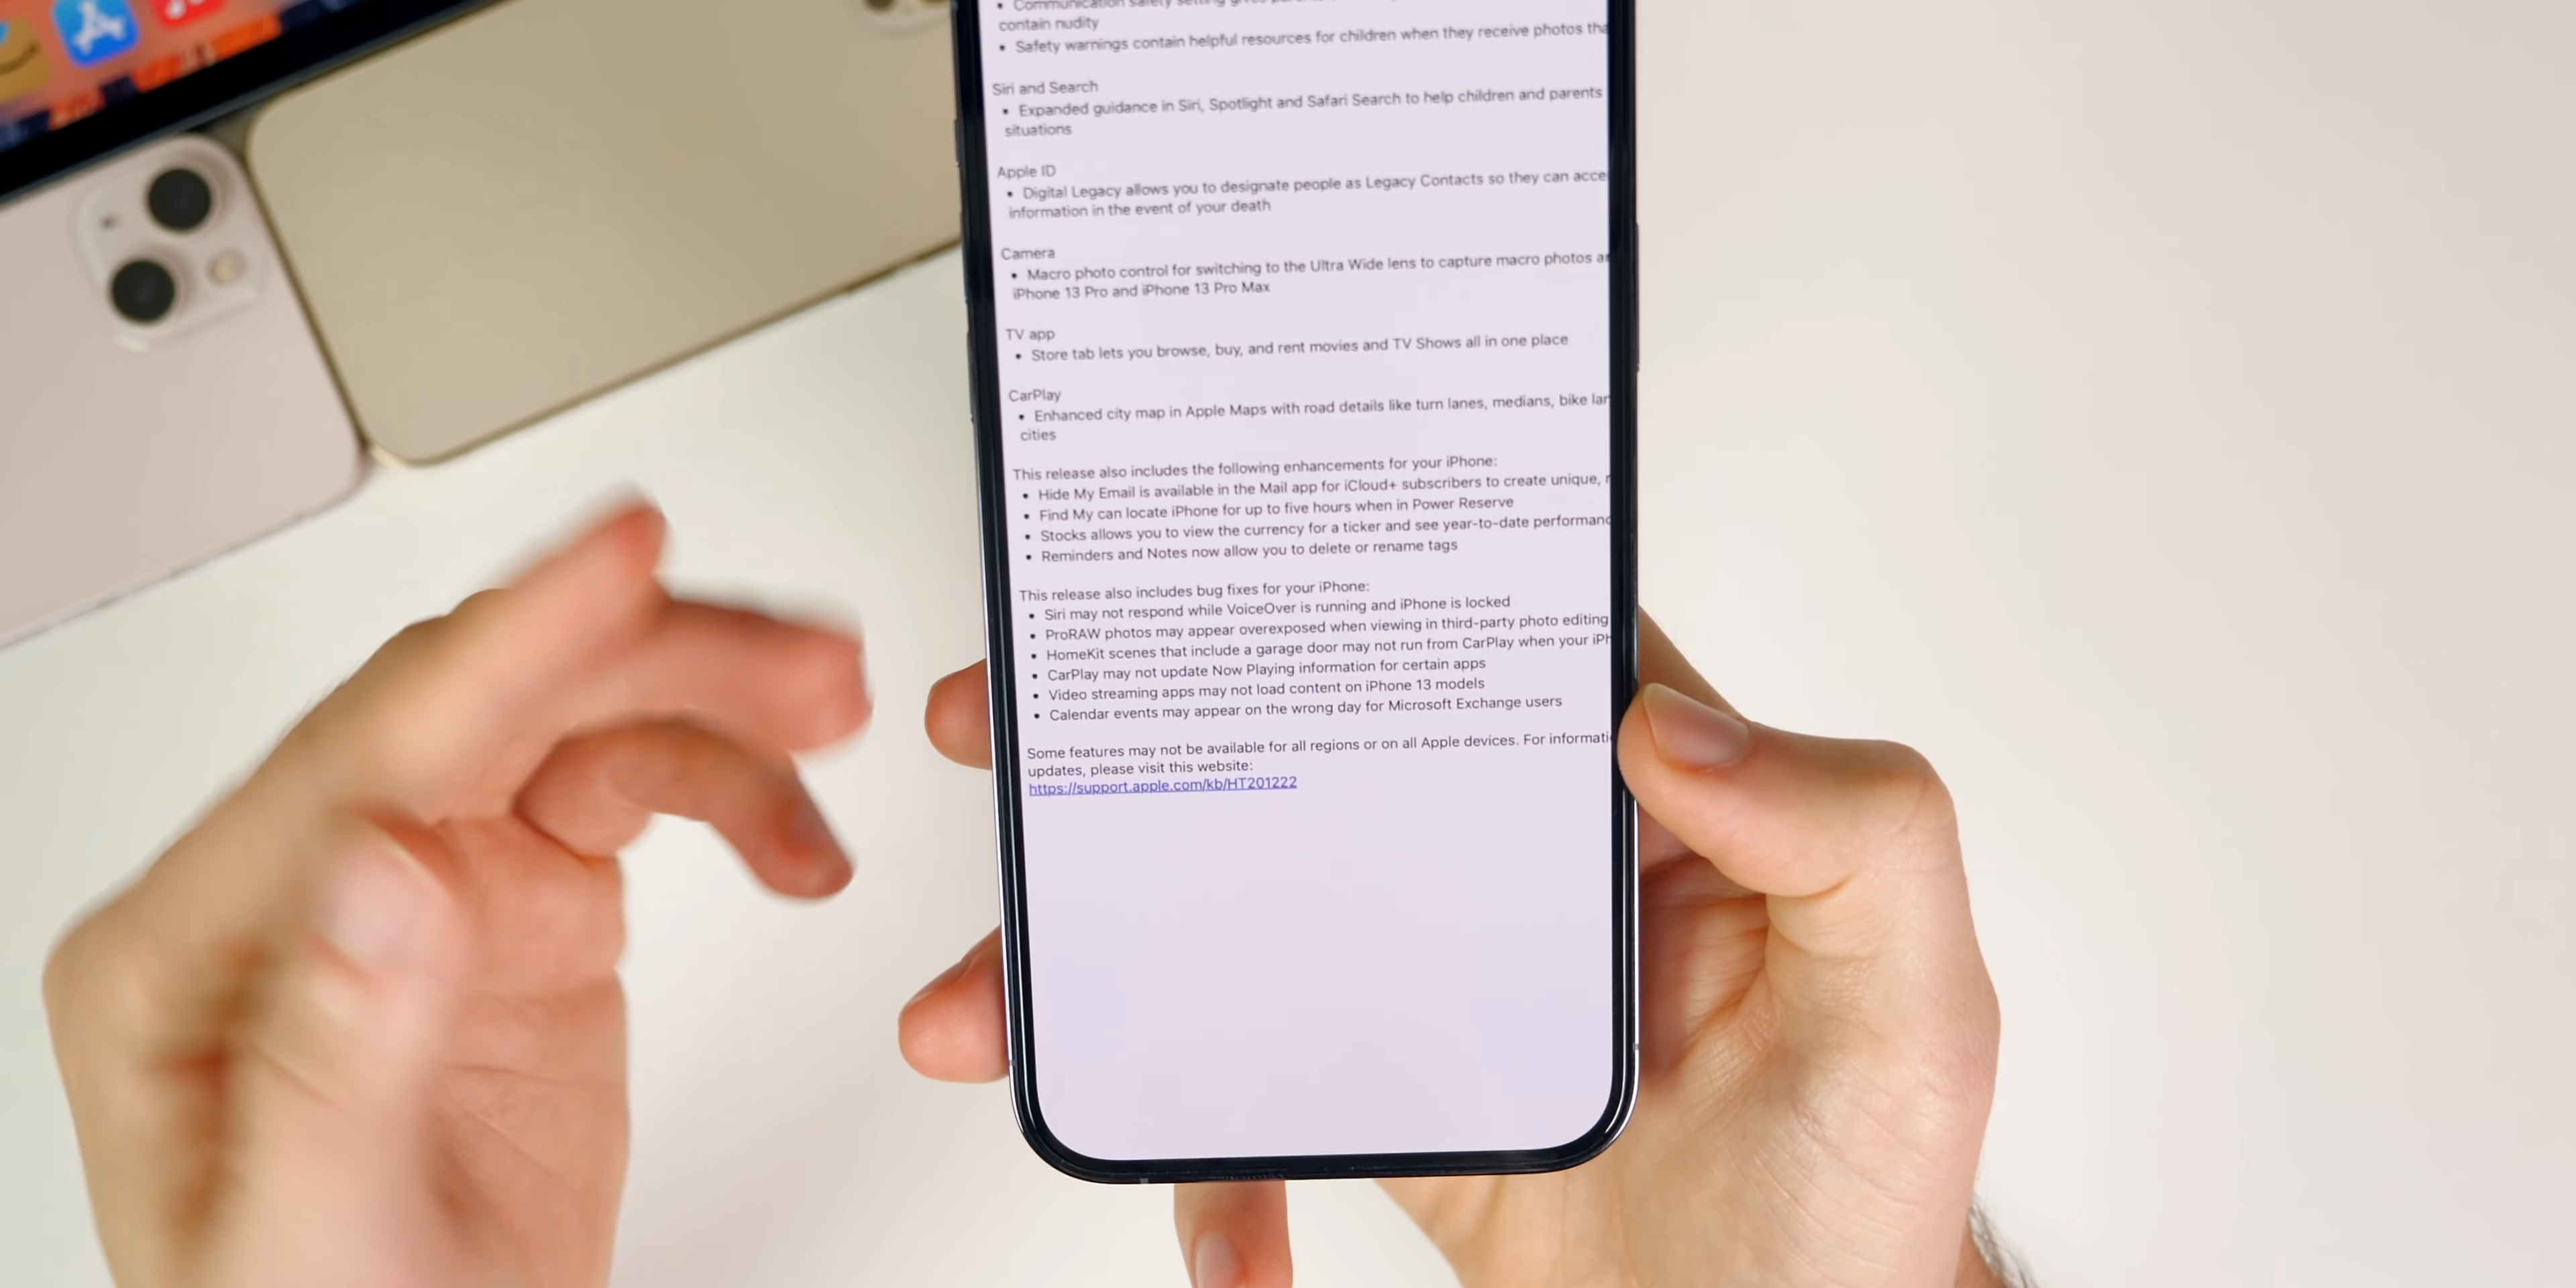 • Communication safety setting gives parents
contain nudity
• Safety warnings contain helpful resources for children when they receive photos tha
Siri and Search
• Expanded guidance in Siri, Spotlight and Safari Search to help children and parents
situations
Apple ID
• Digital Legacy allows you to designate people as Legacy Contacts so they can acce
information in the event of your death
Camera
• Macro photo control for switching to the Ultra Wide lens to capture macro photos a
iPhone 13 Pro and iPhone 13 Pro Max
TV app
• Store tab lets you browse, buy, and rent movies and TV Shows all in one place
CarPlay
• Enhanced city map in Apple Maps with road details like turn lanes, medians, bike lan
cities
This release also includes the following enhancements for your iPhone:
• Hide My Email is available in the Mail app for iCloud+ subscribers to create unique, r
• Find My can locate iPhone for up to five hours when in Power Reserve
• Stocks allows you to view the currency for a ticker and see year-to-date performanc
• Reminders and Notes now allow you to delete or rename tags
This release also includes bug fixes for your iPhone:
• Siri may not respond while VoiceOver is running and iPhone is locked
• ProRAW photos may appear overexposed when viewing in third-party photo editing
• HomeKit scenes that include a garage door may not run from CarPlay when your iPh
• CarPlay may not update Now Playing information for certain apps
• Video streaming apps may not load content on iPhone 13 models
• Calendar events may appear on the wrong day for Microsoft Exchange users
Some features may not be available for all regions or on all Apple devices. For informati
updates, please visit this website:
https://support.apple.com/kb/HT201222